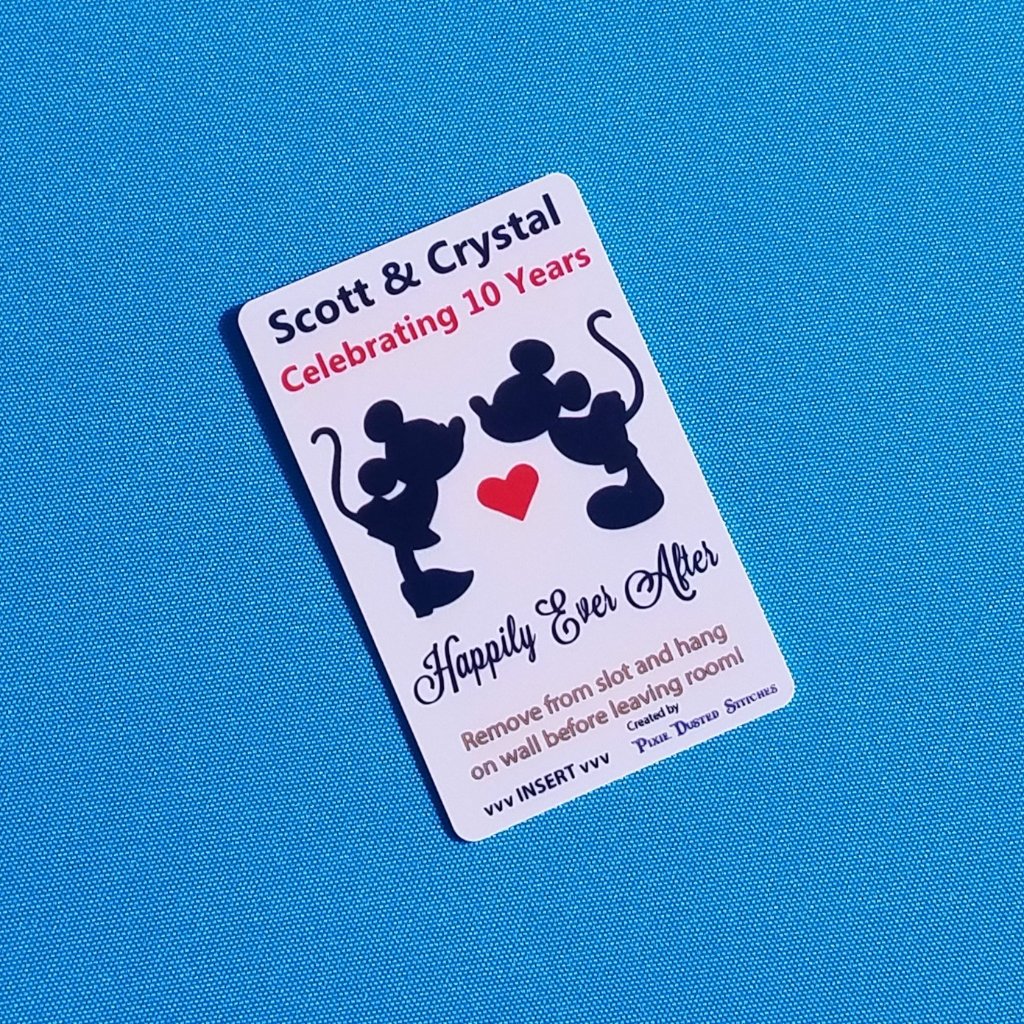 Scott & Crystal
Celebrating 10 Years
Happily Ever After
Remove from slot and hang
on wall before leaving room!
Created by
Pixie Dusted Stitches
vvv INSERT vvv